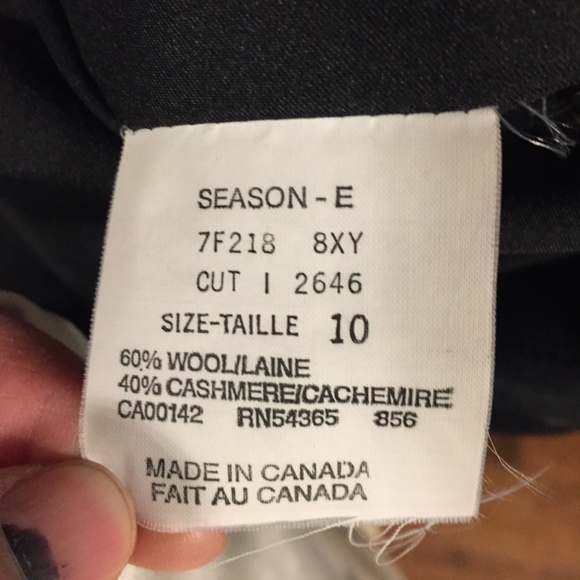 SEASON - E
7F218 8XY
CUT I 2646
SIZE-TAILLE 10
60% WOOL/LAINE
40% CASHMERE/CACHEMIRE
CA00142 RN54365 856
MADE IN CANADA
FAIT AU CANADA